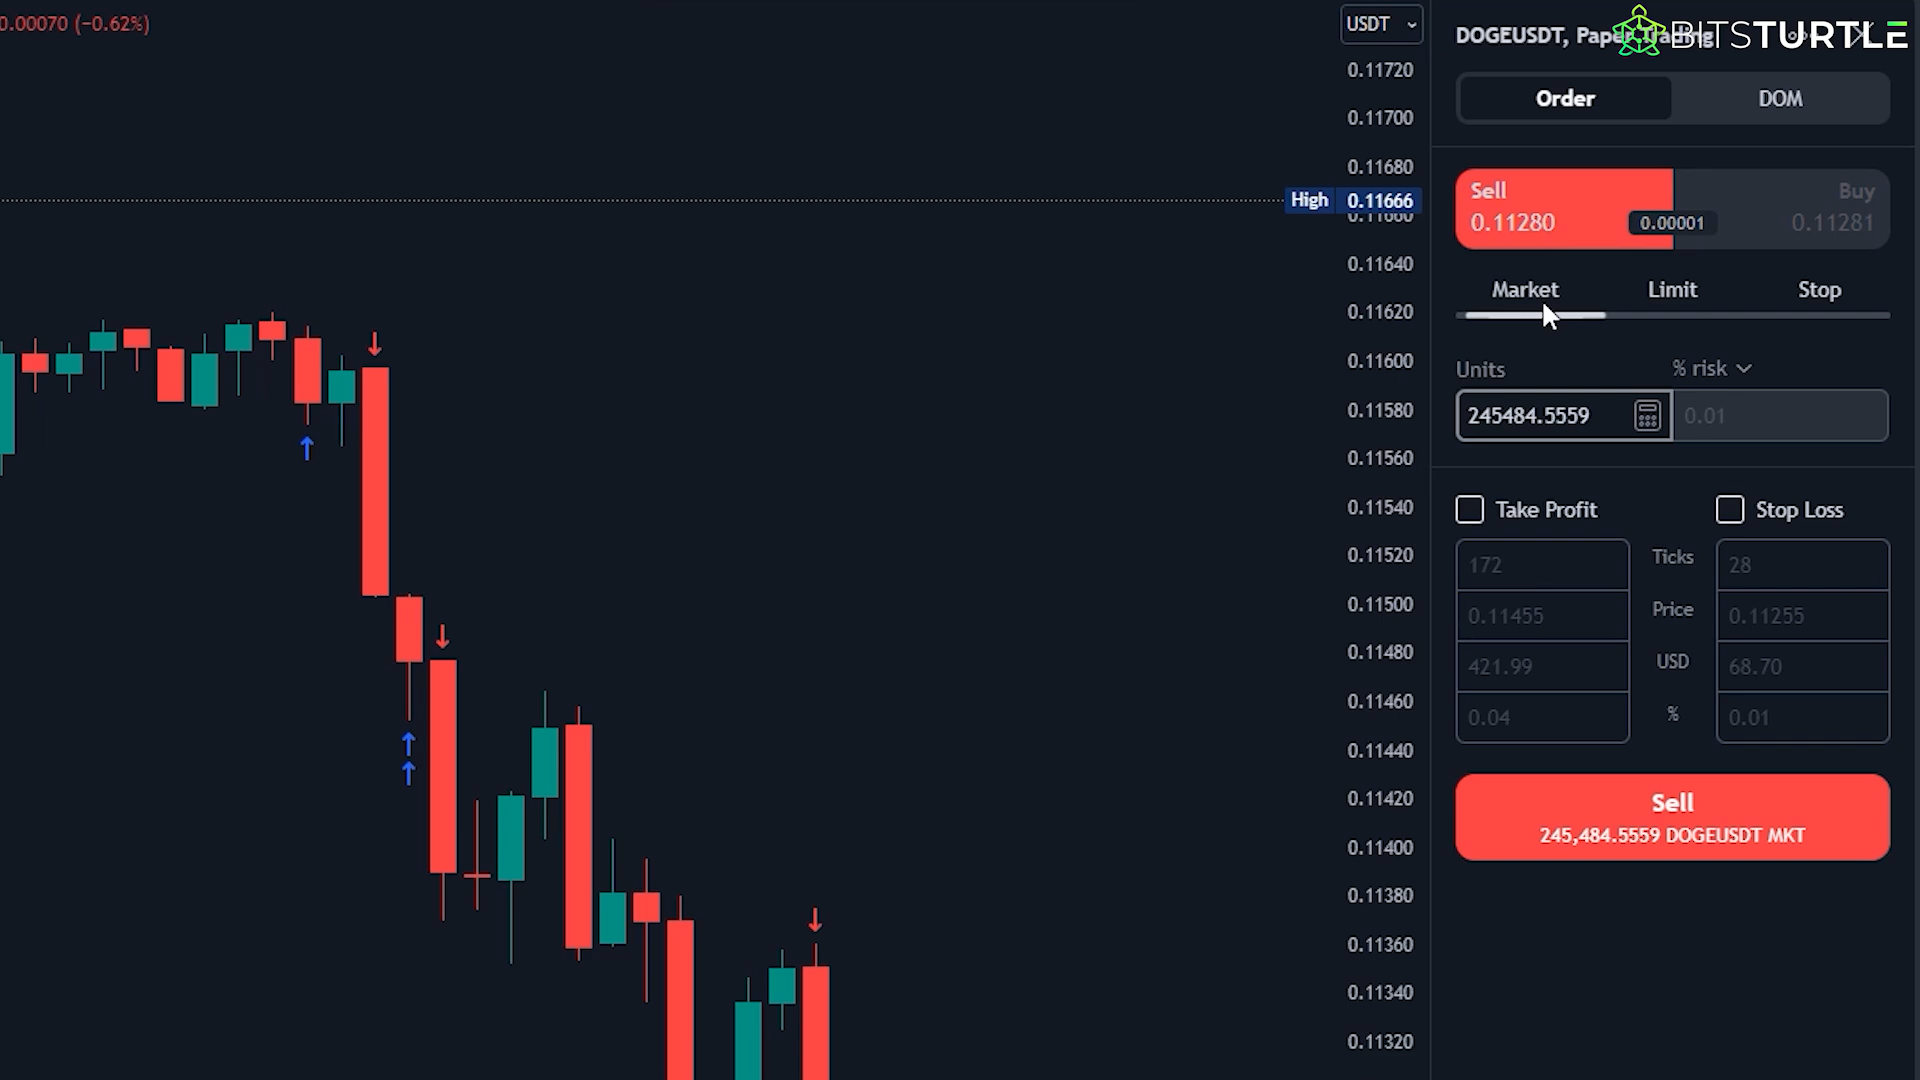 0.00070 (−0.62%)
USDT
0.11720
0.11700
0.11680
High 0.11666
0.11660
0.11640
0.11620
0.11600
0.11580
0.11560
0.11540
0.11520
0.11500
0.11480
0.11460
0.11440
0.11420
0.11400
0.11380
0.11360
0.11340
0.11320
DOGEUSDT, Paper Trading
BITSTURTLE
Order DOM
Sell Buy
0.11280 0.00001 0.11281
Market Limit Stop
Units % risk
245484.5559 0.01
Take Profit Stop Loss
172 Ticks 28
0.11455 Price 0.11255
421.99 USD 68.70
0.04 % 0.01
Sell
245,484.5559 DOGEUSDT MKT